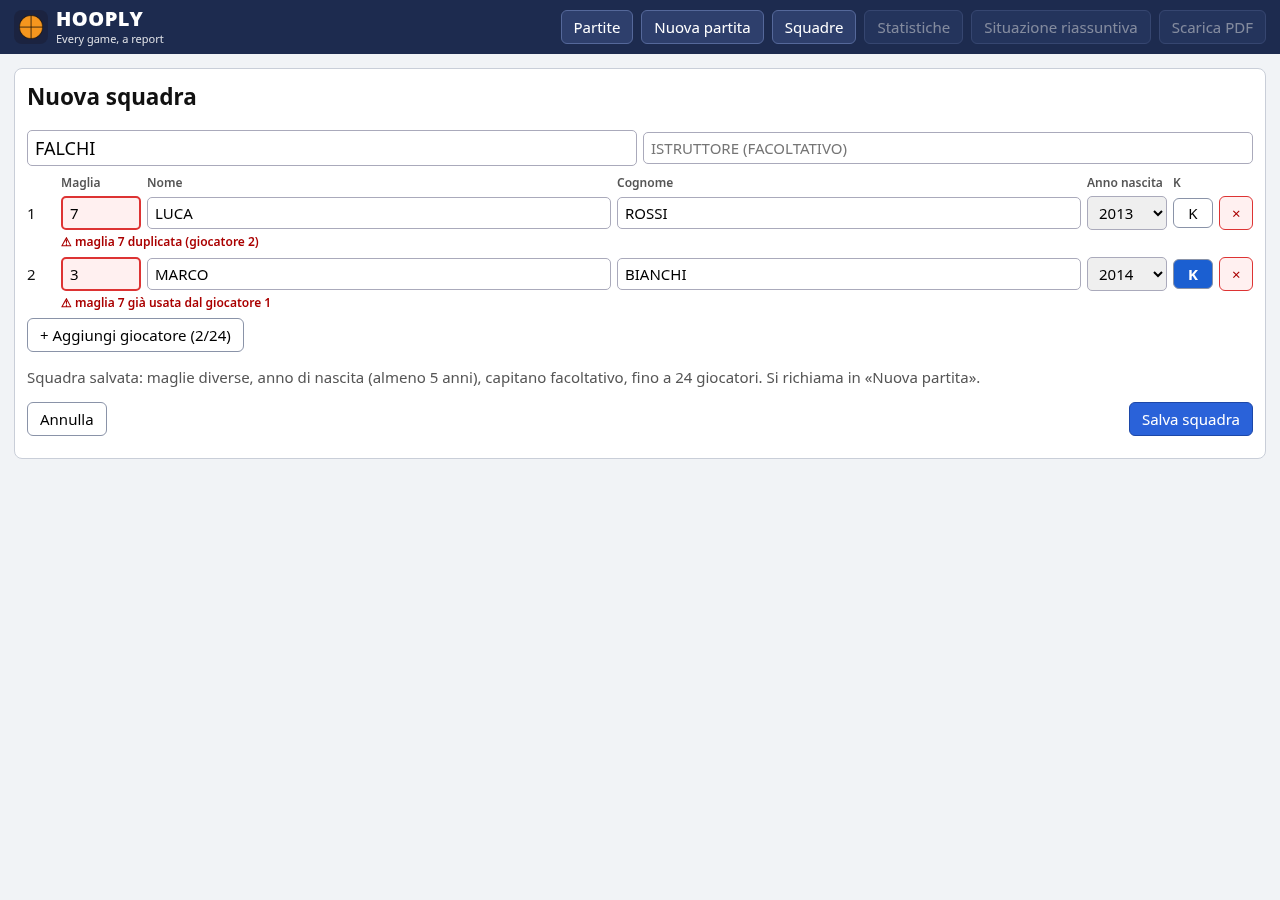 HOOPLY
Every game, a report
Partite Nuova partita Squadre Statistiche Situazione riassuntiva Scarica PDF
Nuova squadra
FALCHI ISTRUTTORE (FACOLTATIVO)
Maglia Nome Cognome Anno nascita K
1 7 LUCA ROSSI 2013 K ×
⚠ maglia 7 duplicata (giocatore 2)
2 3 MARCO BIANCHI 2014 K ×
⚠ maglia 7 già usata dal giocatore 1
+ Aggiungi giocatore (2/24)
Squadra salvata: maglie diverse, anno di nascita (almeno 5 anni), capitano facoltativo, fino a 24 giocatori. Si richiama in «Nuova partita».
Annulla Salva squadra